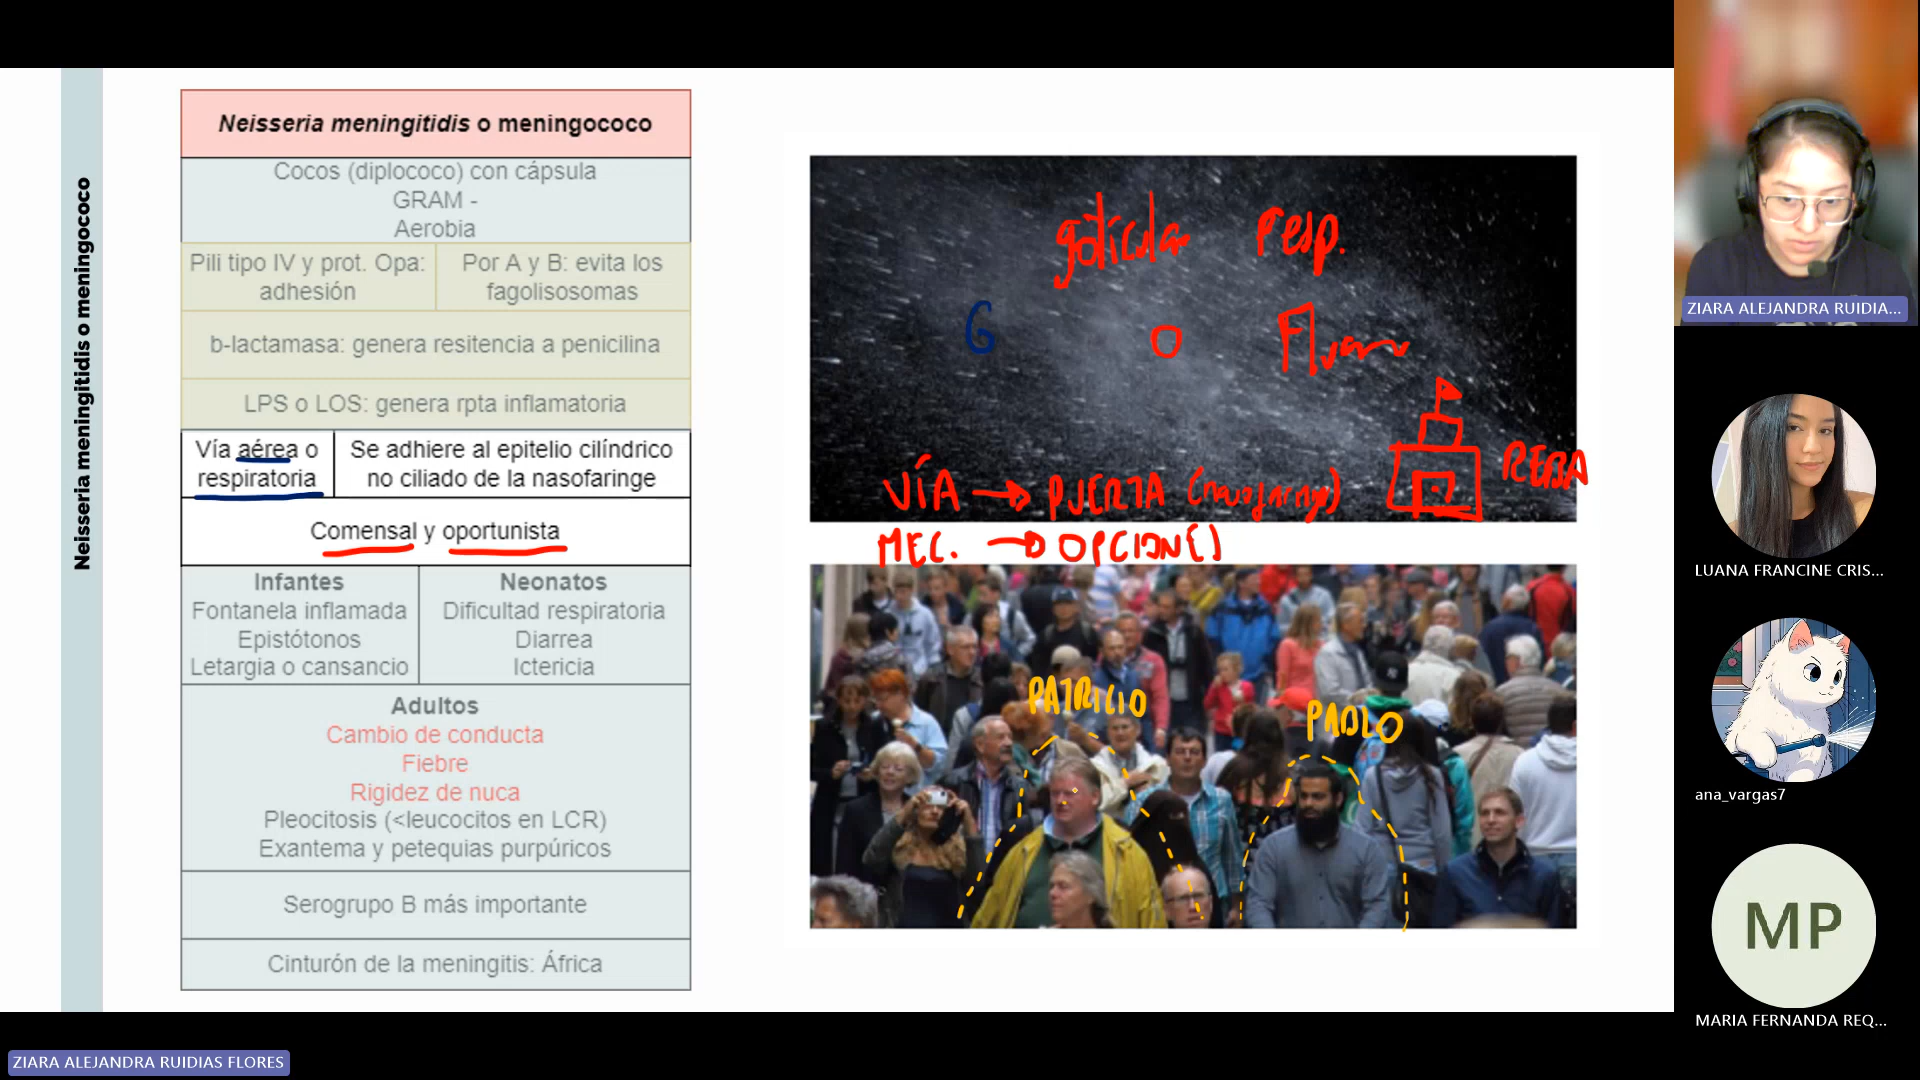 Neisseria meningitidis o meningococo
Neisseria meningitidis o meningococo
Cocos (diplococo) con cápsula
GRAM -
Aerobia
Pili tipo IV y prot. Opa:
adhesión
Por A y B: evita los
fagolisosomas
b-lactamasa: genera resitencia a penicilina
LPS o LOS: genera rpta inflamatoria
Vía aérea o
respiratoria
Se adhiere al epitelio cilíndrico
no ciliado de la nasofaringe
Comensal y oportunista
Infantes
Fontanela inflamada
Epistótonos
Letargia o cansancio
Neonatos
Dificultad respiratoria
Diarrea
Ictericia
Adultos
Cambio de conducta
Fiebre
Rigidez de nuca
Pleocitosis (<leucocitos en LCR)
Exantema y petequias purpúricos
Serogrupo B más importante
Cinturón de la meningitis: África
resp.
G
O
VÍA → PUERTA (nasofaringe)
MEC. →
PATRICIO
PABLO
ZIARA ALEJANDRA RUIDIA...
LUANA FRANCINE CRIS...
ana_vargas7
MP
MARIA FERNANDA REQ...
ZIARA ALEJANDRA RUIDIAS FLORES